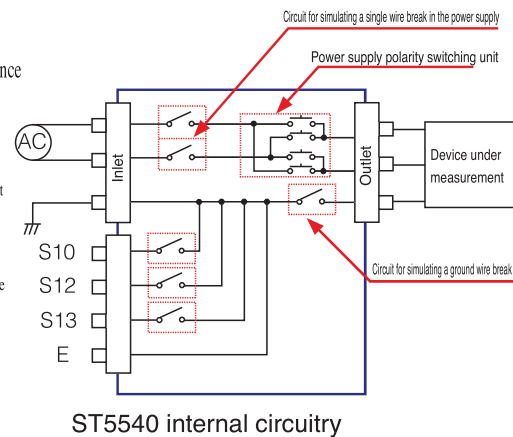 Circuit for simulating a single wire break in the power supply
Power supply polarity switching unit
nce
AC
Inlet
Outlet
Device under
measurement
t
S10
S12
e
S13
E
Circuit for simulating a ground wire break
ST5540 internal circuitry